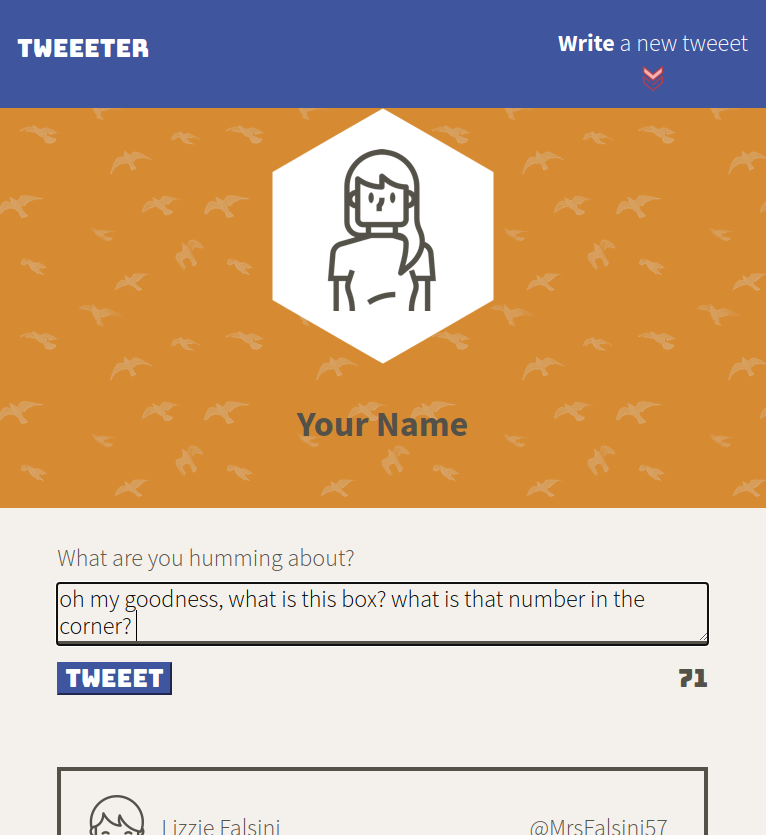 TWEEETER
Write a new tweeet
Your Name
What are you humming about?
oh my goodness, what is this box? what is that number in the
corner?
TWEEET
71
Lizzie Falsini
@MrsFalsini57